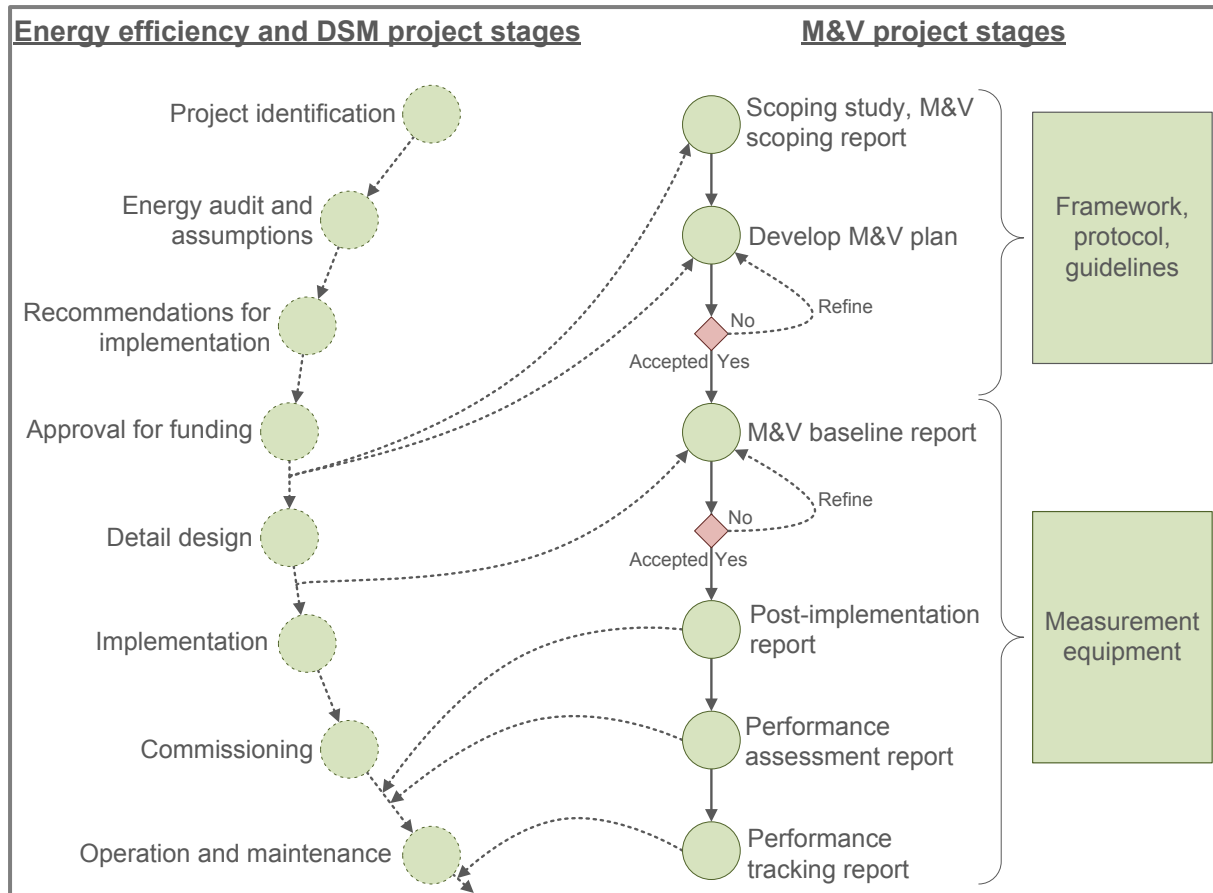 Energy efficiency and DSM project stages
M&V project stages
Project identification
Energy audit and
assumptions
Recommendations for
implementation
Approval for funding
Detail design
Implementation
Commissioning
Operation and maintenance
Scoping study, M&V
scoping report
Develop M&V plan
No
Refine
Accepted Yes
M&V baseline report
No
Refine
Accepted Yes
Post-implementation
report
Performance
assessment report
Performance
tracking report
Framework,
protocol,
guidelines
Measurement
equipment